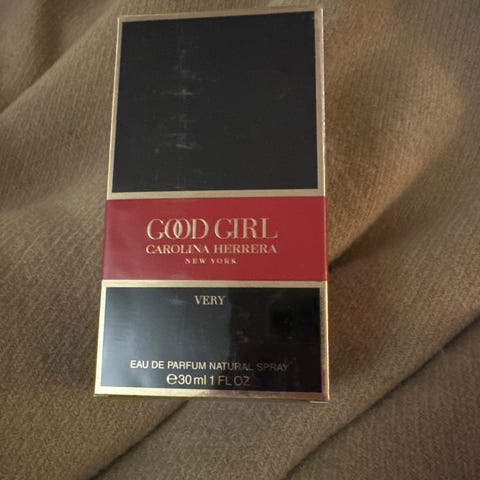 GOOD GIRL
CAROLINA HERRERA
NEW YORK
VERY
EAU DE PARFUM NATURAL SPRAY
℮30 ml 1 FL OZ